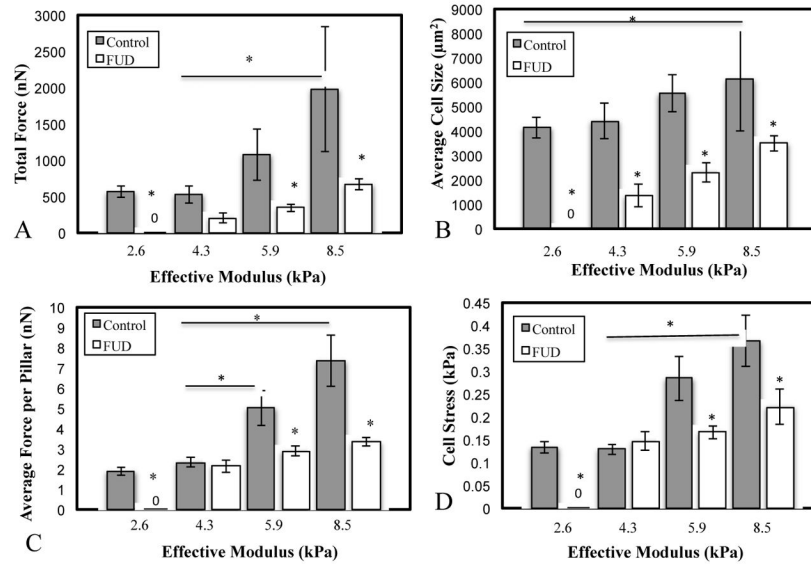 3000
2500
2000
1500
1000
500
0
Total Force (nN)
Control
FUD
*
*
0
*
*
2.6 4.3 5.9 8.5
Effective Modulus (kPa)
A
9000
8000
7000
6000
5000
4000
3000
2000
1000
0
Average Cell Size (μm²)
Control
FUD
*
*
0
*
*
*
2.6 4.3 5.9 8.5
Effective Modulus (kPa)
B
10
9
8
7
6
5
4
3
2
1
0
Average Force per Pillar (nN)
Control
FUD
*
*
*
0
*
*
2.6 4.3 5.9 8.5
Effective Modulus (kPa)
C
0.45
0.4
0.35
0.3
0.25
0.2
0.15
0.1
0.05
0
Cell Stress (kPa)
Control
FUD
*
*
0
*
*
2.6 4.3 5.9 8.5
Effective Modulus (kPa)
D